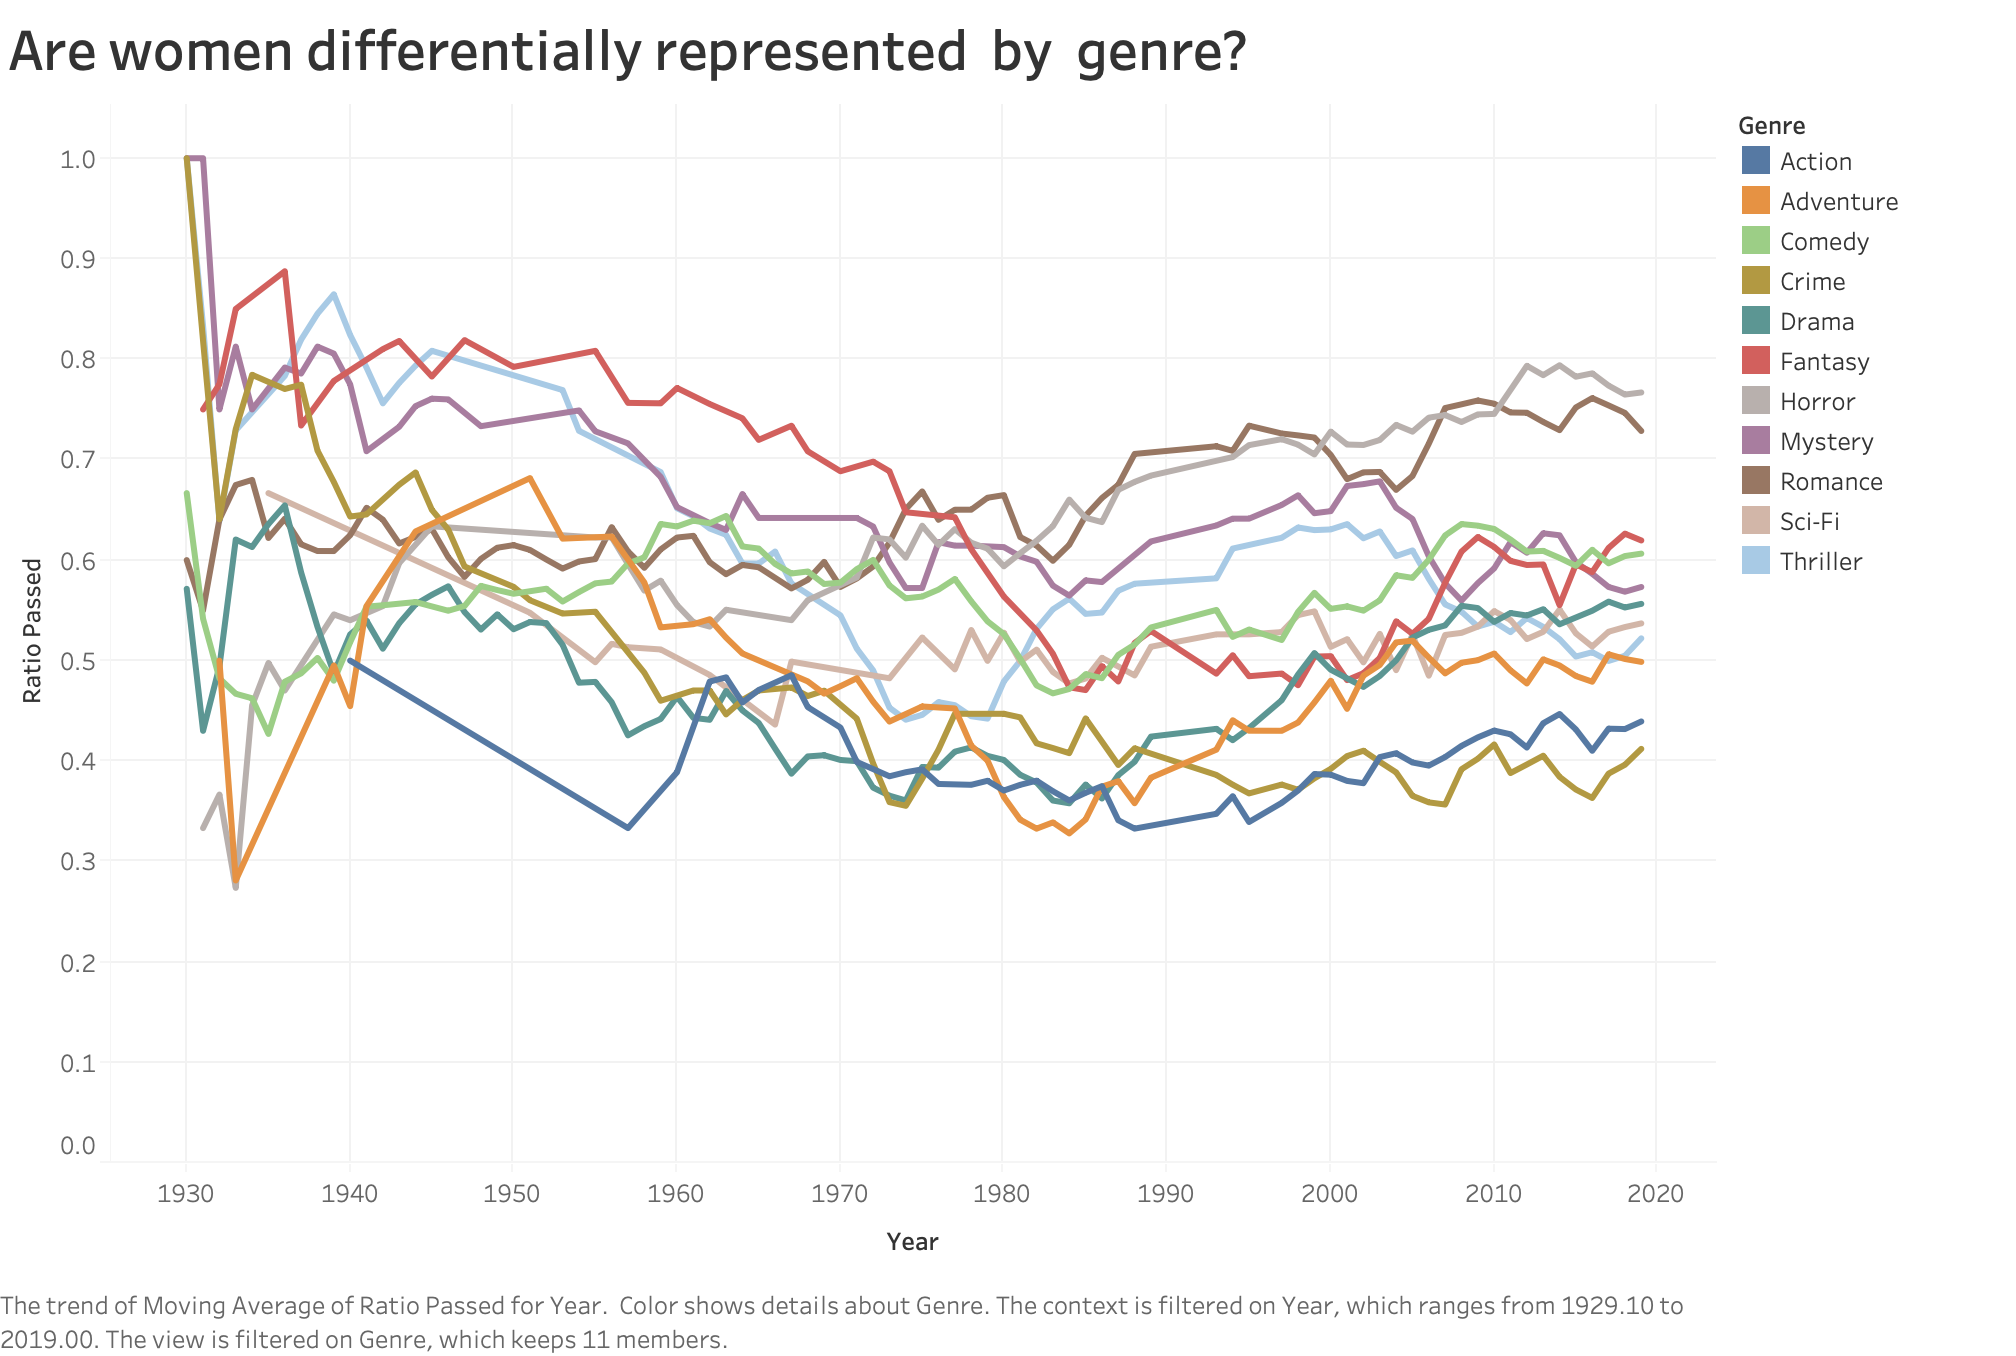 Are women differentially represented by genre?
Genre
Action
Adventure
Comedy
Crime
Drama
Fantasy
Horror
Mystery
Romance
Sci-Fi
Thriller
Ratio Passed
1.0
0.9
0.8
0.7
0.6
0.5
0.4
0.3
0.2
0.1
0.0
1930 1940 1950 1960 1970 1980 1990 2000 2010 2020
Year
The trend of Moving Average of Ratio Passed for Year. Color shows details about Genre. The context is filtered on Year, which ranges from 1929.10 to
2019.00. The view is filtered on Genre, which keeps 11 members.